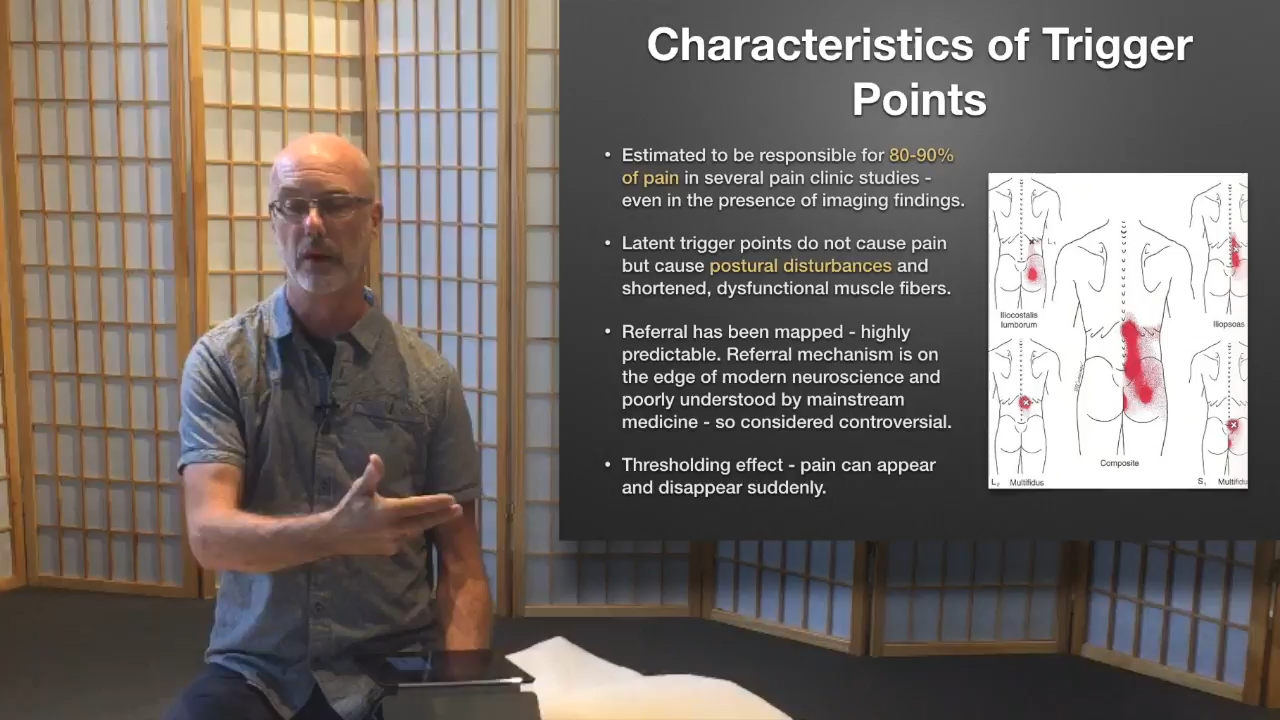 Characteristics of Trigger
Points
• Estimated to be responsible for 80-90%
of pain in several pain clinic studies -
even in the presence of imaging findings.
• Latent trigger points do not cause pain
but cause postural disturbances and
shortened, dysfunctional muscle fibers.
• Referral has been mapped - highly
predictable. Referral mechanism is on
the edge of modern neuroscience and
poorly understood by mainstream
medicine - so considered controversial.
• Thresholding effect - pain can appear
and disappear suddenly.
Iliocostalis
lumborum
Iliopsoas
Composite
Multifidus
S₁ Multifidu